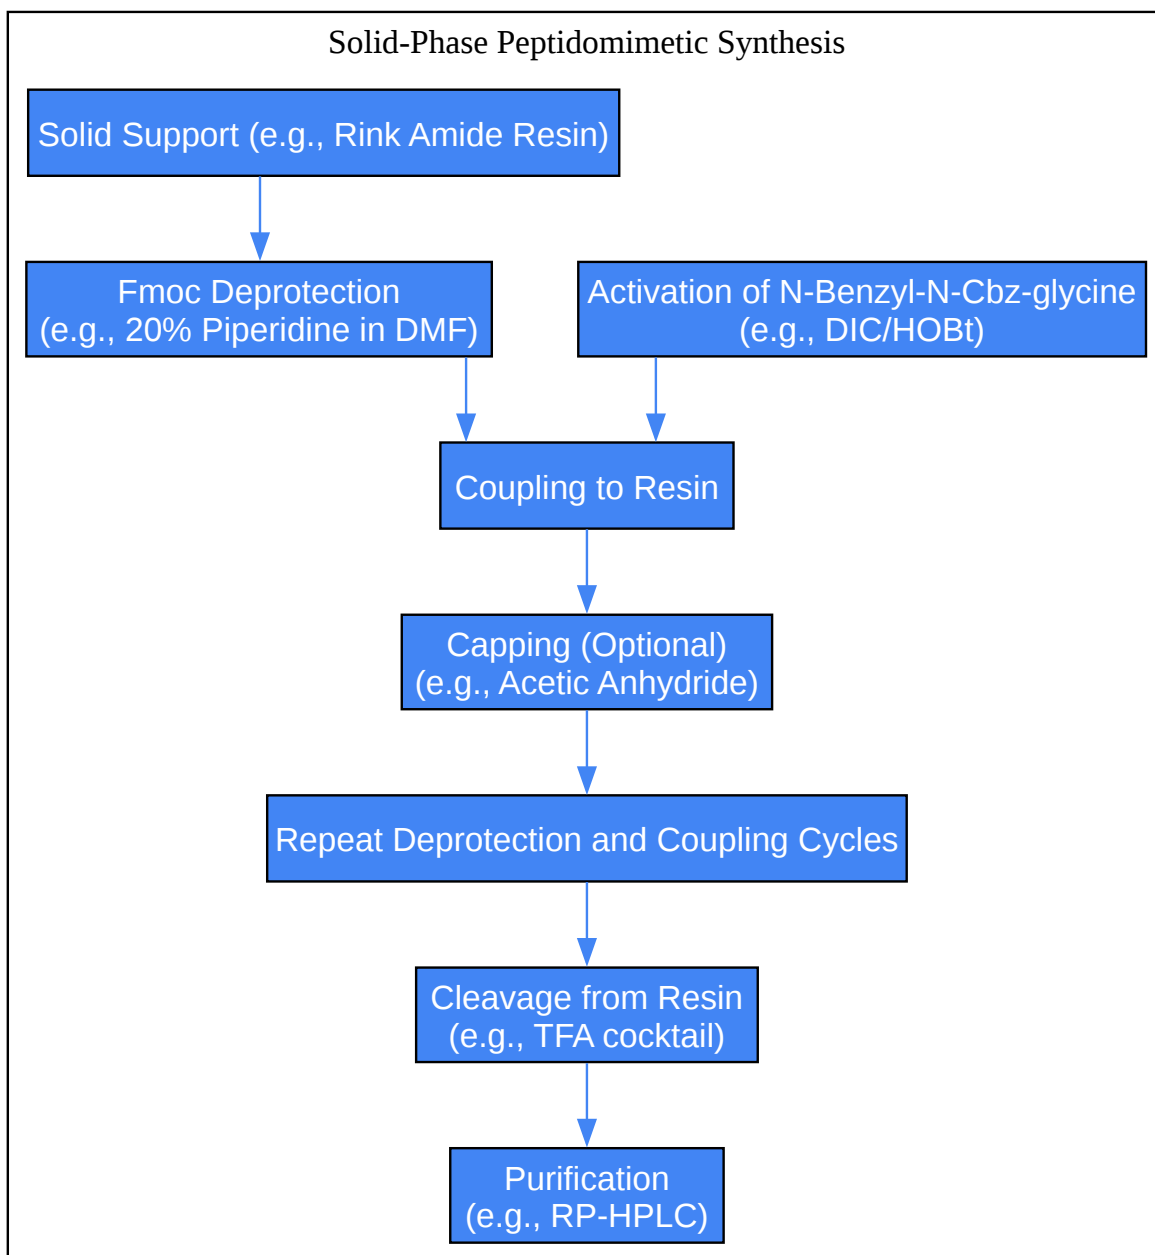 Solid-Phase Peptidomimetic Synthesis
Solid Support (e.g., Rink Amide Resin)
Fmoc Deprotection
(e.g., 20% Piperidine in DMF)
Activation of N-Benzyl-N-Cbz-glycine
(e.g., DIC/HOBt)
Coupling to Resin
Capping (Optional)
(e.g., Acetic Anhydride)
Repeat Deprotection and Coupling Cycles
Cleavage from Resin
(e.g., TFA cocktail)
Purification
(e.g., RP-HPLC)